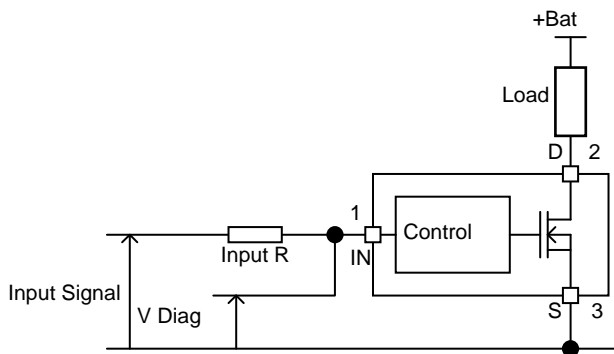 +Bat
Load
D 2
1
Control
Input R
IN
Input Signal
V Diag
S 3